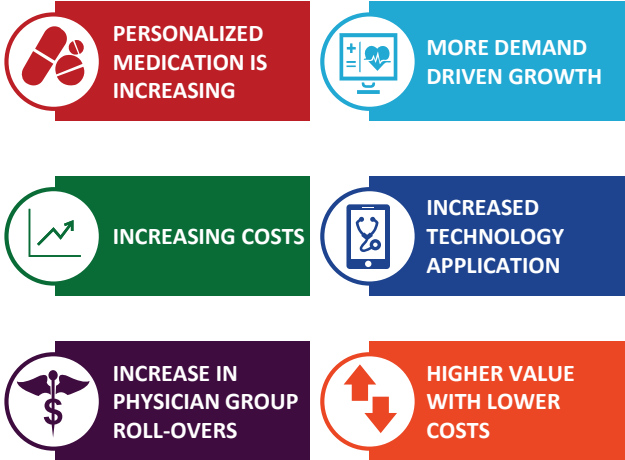 PERSONALIZED
MEDICATION IS
INCREASING
MORE DEMAND
DRIVEN GROWTH
INCREASING COSTS
INCREASED
TECHNOLOGY
APPLICATION
INCREASE IN
PHYSICIAN GROUP
ROLL-OVERS
HIGHER VALUE
WITH LOWER
COSTS